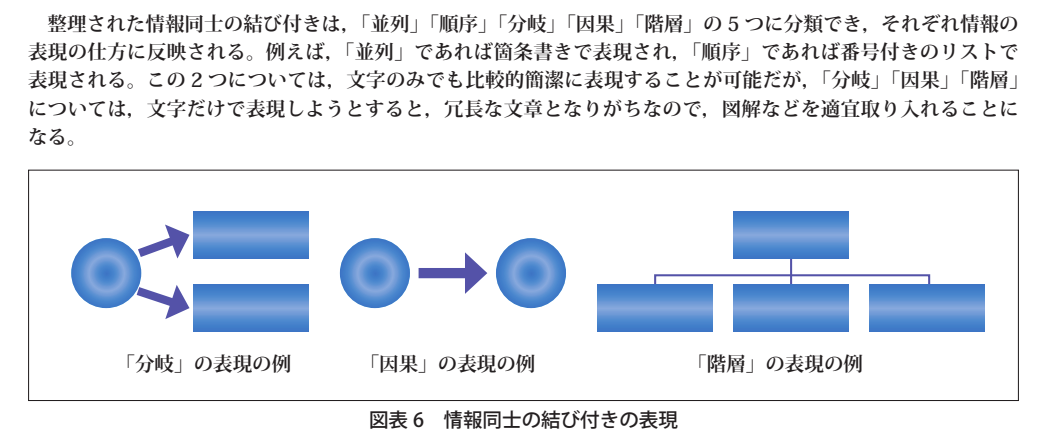 整理された情報同士の結び付きは，「並列」「順序」「分岐」「因果」「階層」の５つに分類でき，それぞれ情報の
表現の仕方に反映される。例えば，「並列」であれば箇条書きで表現され，「順序」であれば番号付きのリストで
表現される。この２つについては，文字のみでも比較的簡潔に表現することが可能だが，「分岐」「因果」「階層」
については，文字だけで表現しようとすると，冗長な文章となりがちなので，図解などを適宜取り入れることに
なる。
「分岐」の表現の例
「因果」の表現の例
「階層」の表現の例
図表 6　情報同士の結び付きの表現